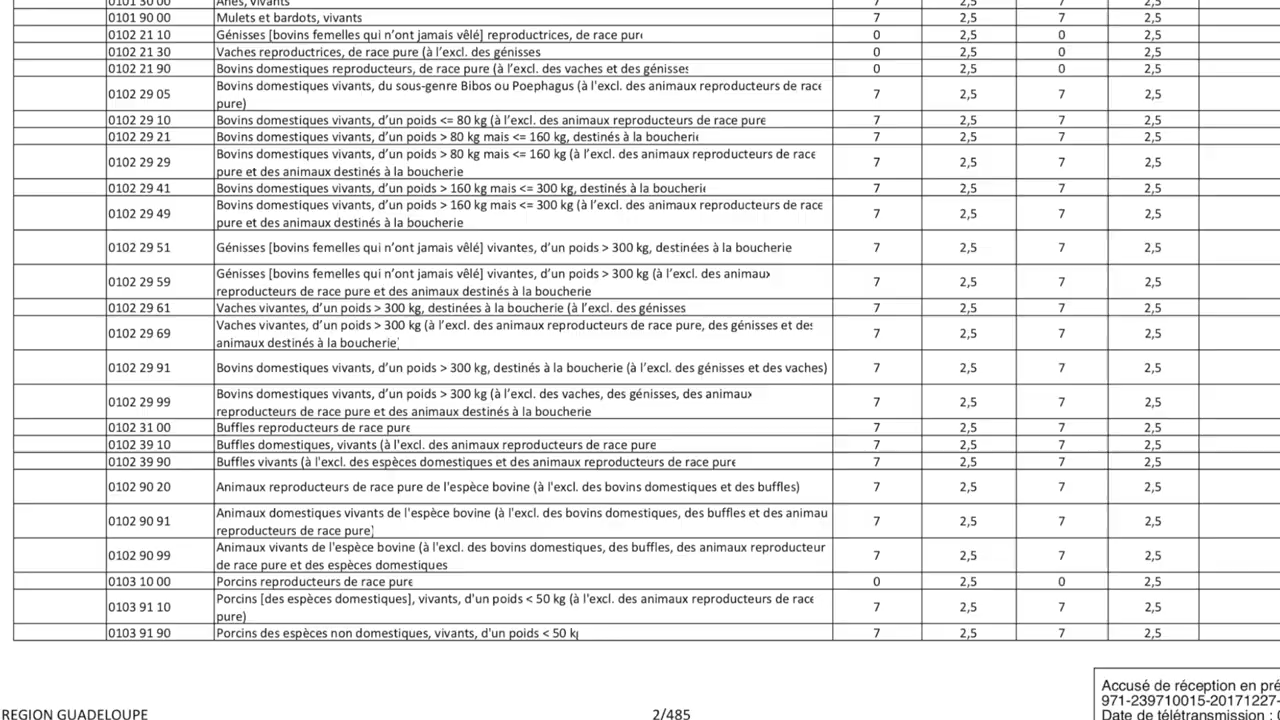 0101 30 00 Ânes, vivants 7 2,5 7 2,5
0101 90 00 Mulets et bardots, vivants 7 2,5 7 2,5
0102 21 10 Génisses [bovins femelles qui n’ont jamais vêlé] reproductrices, de race pure 0 2,5 0 2,5
0102 21 30 Vaches reproductrices, de race pure (à l’excl. des génisses 0 2,5 0 2,5
0102 21 90 Bovins domestiques reproducteurs, de race pure (à l’excl. des vaches et des génisses 0 2,5 0 2,5
0102 29 05 Bovins domestiques vivants, du sous-genre Bibos ou Poephagus (à l'excl. des animaux reproducteurs de race
pure) 7 2,5 7 2,5
0102 29 10 Bovins domestiques vivants, d’un poids <= 80 kg (à l’excl. des animaux reproducteurs de race pure 7 2,5 7 2,5
0102 29 21 Bovins domestiques vivants, d’un poids > 80 kg mais <= 160 kg, destinés à la boucherie 7 2,5 7 2,5
0102 29 29 Bovins domestiques vivants, d’un poids > 80 kg mais <= 160 kg (à l’excl. des animaux reproducteurs de race
pure et des animaux destinés à la boucherie 7 2,5 7 2,5
0102 29 41 Bovins domestiques vivants, d’un poids > 160 kg mais <= 300 kg, destinés à la boucherie 7 2,5 7 2,5
0102 29 49 Bovins domestiques vivants, d’un poids > 160 kg mais <= 300 kg (à l’excl. des animaux reproducteurs de race
pure et des animaux destinés à la boucherie 7 2,5 7 2,5
0102 29 51 Génisses [bovins femelles qui n’ont jamais vêlé] vivantes, d’un poids > 300 kg, destinées à la boucherie 7 2,5 7 2,5
0102 29 59 Génisses [bovins femelles qui n’ont jamais vêlé] vivantes, d’un poids > 300 kg (à l’excl. des animaux
reproducteurs de race pure et des animaux destinés à la boucherie 7 2,5 7 2,5
0102 29 61 Vaches vivantes, d’un poids > 300 kg, destinées à la boucherie (à l’excl. des génisses 7 2,5 7 2,5
0102 29 69 Vaches vivantes, d’un poids > 300 kg (à l’excl. des animaux reproducteurs de race pure, des génisses et des
animaux destinés à la boucherie) 7 2,5 7 2,5
0102 29 91 Bovins domestiques vivants, d’un poids > 300 kg, destinés à la boucherie (à l’excl. des génisses et des vaches) 7 2,5 7 2,5
0102 29 99 Bovins domestiques vivants, d’un poids > 300 kg (à l’excl. des vaches, des génisses, des animaux
reproducteurs de race pure et des animaux destinés à la boucherie 7 2,5 7 2,5
0102 31 00 Buffles reproducteurs de race pure 7 2,5 7 2,5
0102 39 10 Buffles domestiques, vivants (à l'excl. des animaux reproducteurs de race pure 7 2,5 7 2,5
0102 39 90 Buffles vivants (à l'excl. des espèces domestiques et des animaux reproducteurs de race pure 7 2,5 7 2,5
0102 90 20 Animaux reproducteurs de race pure de l'espèce bovine (à l'excl. des bovins domestiques et des buffles) 7 2,5 7 2,5
0102 90 91 Animaux domestiques vivants de l'espèce bovine (à l'excl. des bovins domestiques, des buffles et des animau
reproducteurs de race pure) 7 2,5 7 2,5
0102 90 99 Animaux vivants de l'espèce bovine (à l'excl. des bovins domestiques, des buffles, des animaux reproducteur
de race pure et des espèces domestiques 7 2,5 7 2,5
0103 10 00 Porcins reproducteurs de race pure 0 2,5 0 2,5
0103 91 10 Porcins [des espèces domestiques], vivants, d'un poids < 50 kg (à l'excl. des animaux reproducteurs de race
pure) 7 2,5 7 2,5
0103 91 90 Porcins des espèces non domestiques, vivants, d'un poids < 50 kg 7 2,5 7 2,5
Accusé de réception en pré
971-239710015-20171227-
REGION GUADELOUPE 2/485 Date de télétransmission :